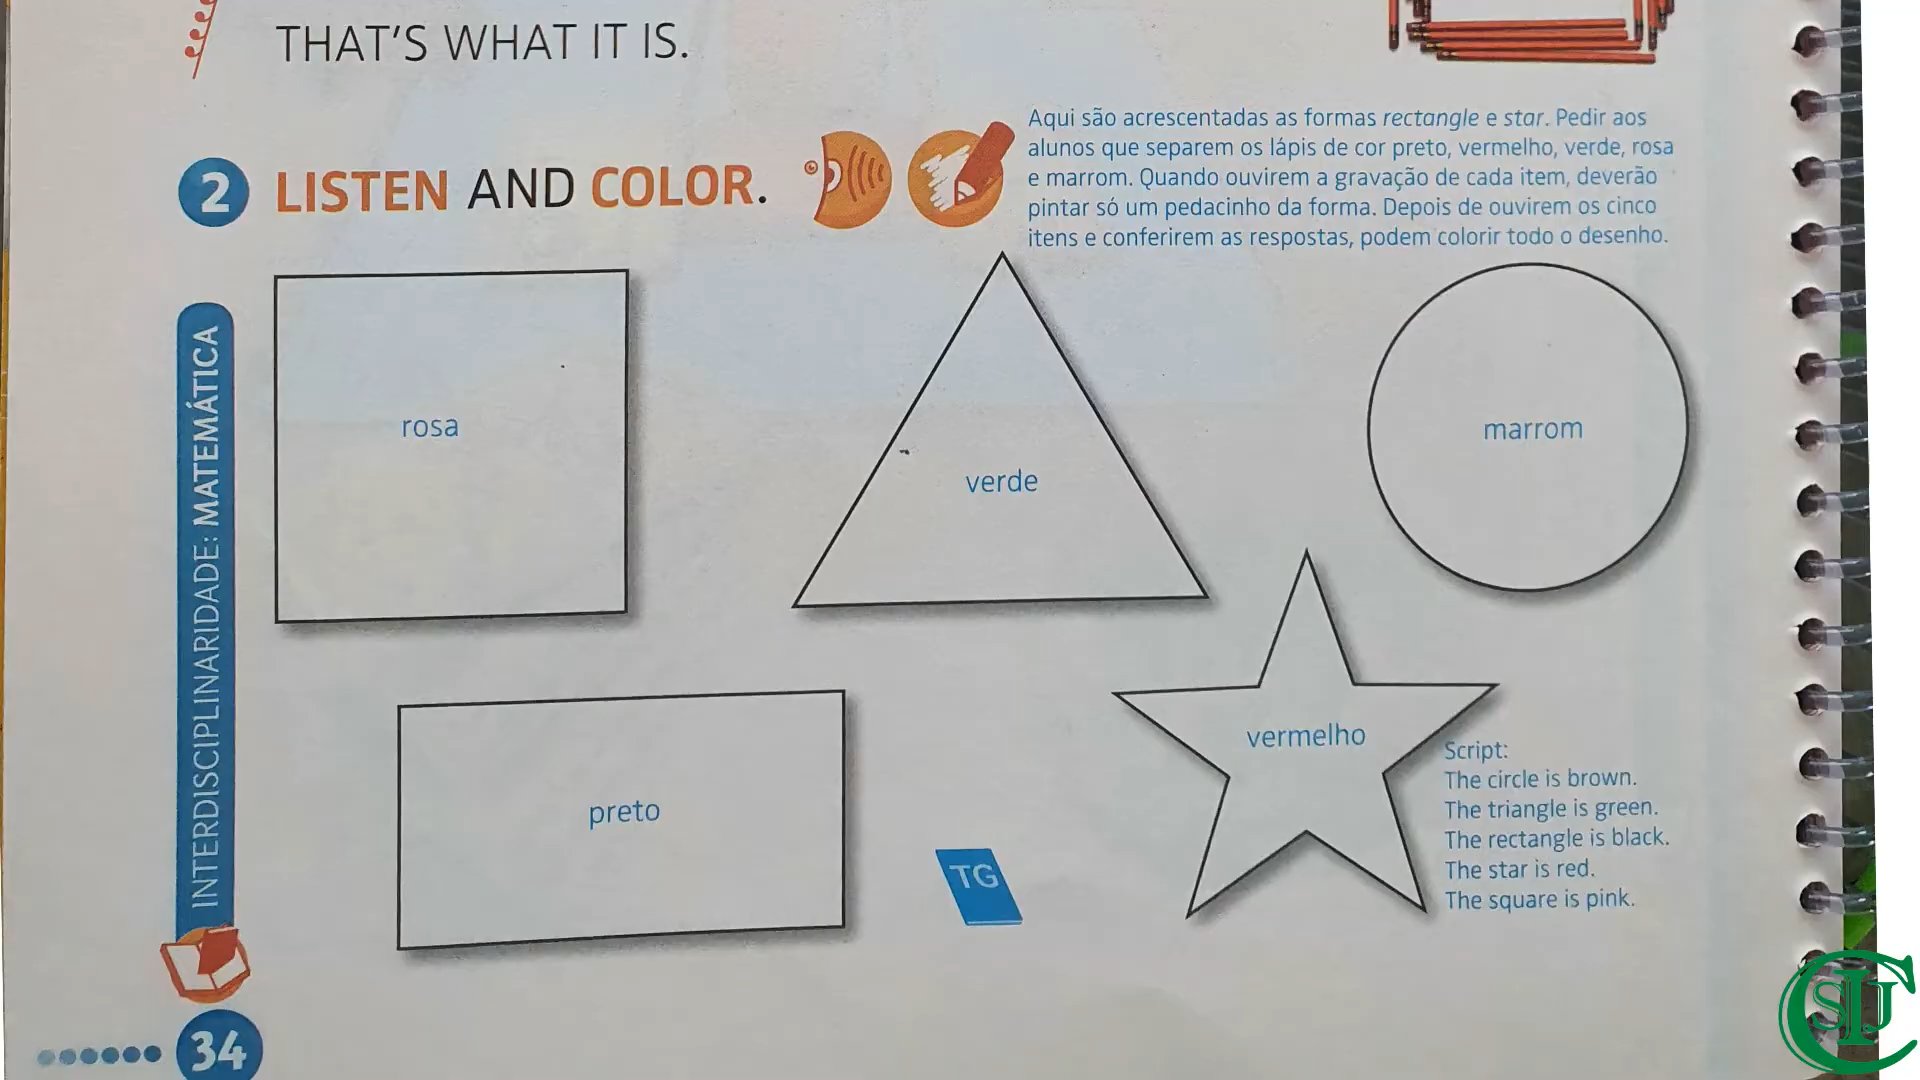 THAT'S WHAT IT IS.
2 LISTEN AND COLOR.
Aqui são acrescentadas as formas rectangle e star. Pedir aos
alunos que separem os lápis de cor preto, vermelho, verde, rosa
e marrom. Quando ouvirem a gravação de cada item, deverão
pintar só um pedacinho da forma. Depois de ouvirem os cinco
itens e conferirem as respostas, podem colorir todo o desenho.
INTERDISCIPLINARIDADE: MATEMÁTICA
rosa
verde
marrom
preto
vermelho
TG
Script:
The circle is brown.
The triangle is green.
The rectangle is black.
The star is red.
The square is pink.
34